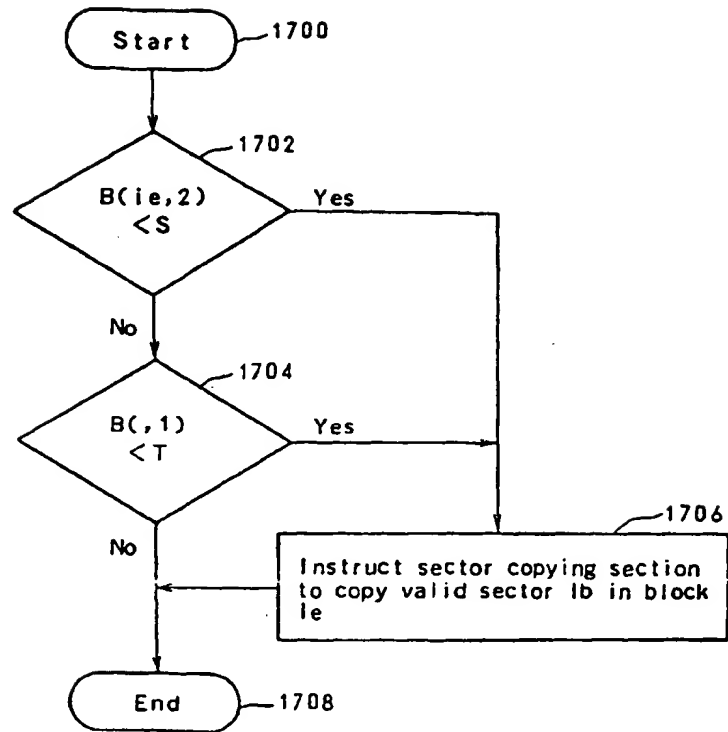 Start
1700
1702
B(ie,2)
<S
Yes
No
1704
B(,1)
<T
Yes
No
1706
Instruct sector copying section
to copy valid sector Ib in block
Ie
End
1708